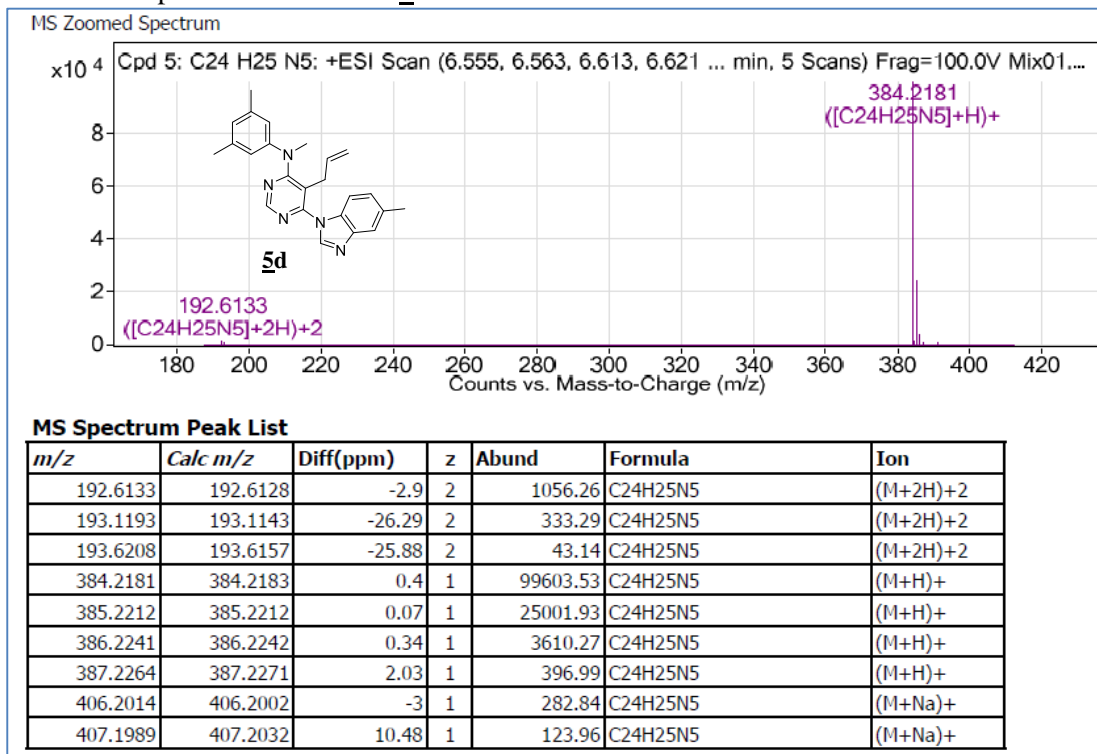 MS Zoomed Spectrum
x10 4
Cpd 5: C24 H25 N5: +ESI Scan (6.555, 6.563, 6.613, 6.621 ... min, 5 Scans) Frag=100.0V Mix01....
384.2181
([C24H25N5]+H)+
8
6
4
2
0
N
N
N
N
N
5d
192.6133
([C24H25N5]+2H)+2
180 200 220 240 260 280 300 320 340 360 380 400 420
Counts vs. Mass-to-Charge (m/z)
MS Spectrum Peak List
m/z Calc m/z Diff(ppm) z Abund Formula Ion
192.6133 192.6128 -2.9 2 1056.26 C24H25N5 (M+2H)+2
193.1193 193.1143 -26.29 2 333.29 C24H25N5 (M+2H)+2
193.6208 193.6157 -25.88 2 43.14 C24H25N5 (M+2H)+2
384.2181 384.2183 0.4 1 99603.53 C24H25N5 (M+H)+
385.2212 385.2212 0.07 1 25001.93 C24H25N5 (M+H)+
386.2241 386.2242 0.34 1 3610.27 C24H25N5 (M+H)+
387.2264 387.2271 2.03 1 396.99 C24H25N5 (M+H)+
406.2014 406.2002 -3 1 282.84 C24H25N5 (M+Na)+
407.1989 407.2032 10.48 1 123.96 C24H25N5 (M+Na)+